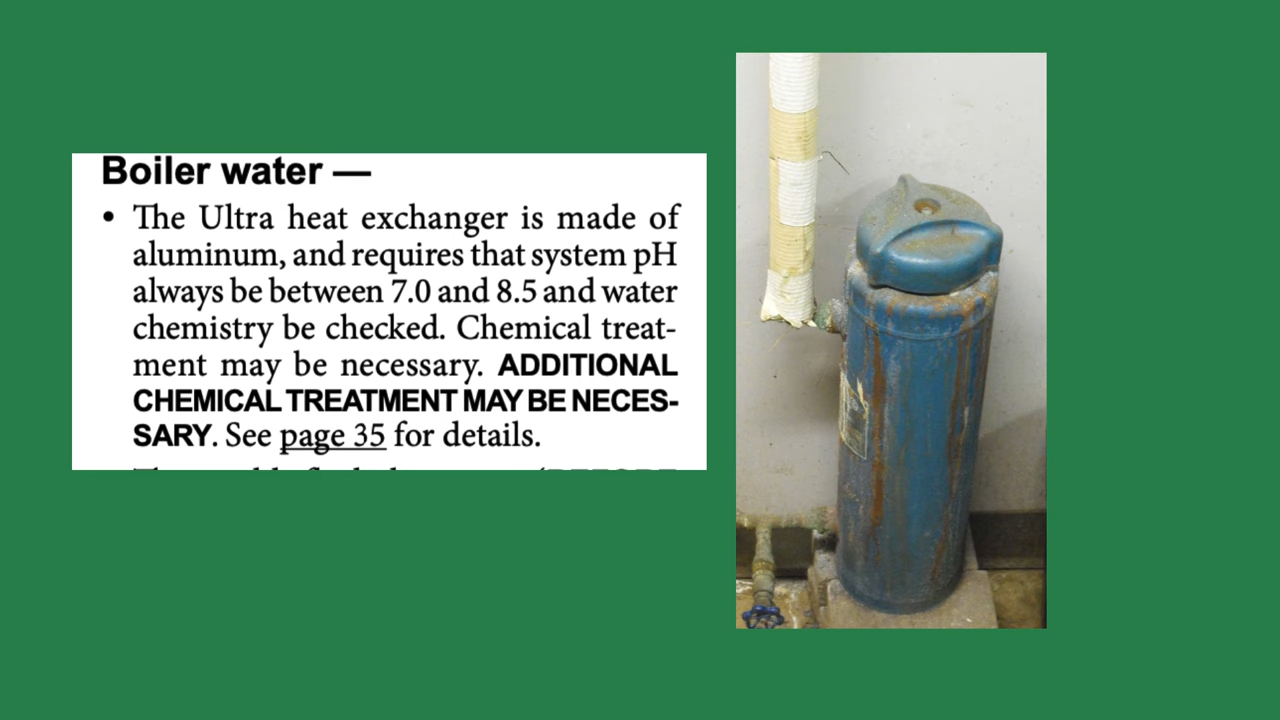 Boiler water —
• The Ultra heat exchanger is made of
aluminum, and requires that system pH
always be between 7.0 and 8.5 and water
chemistry be checked. Chemical treat-
ment may be necessary. ADDITIONAL
CHEMICAL TREATMENT MAY BE NECES-
SARY. See page 35 for details.